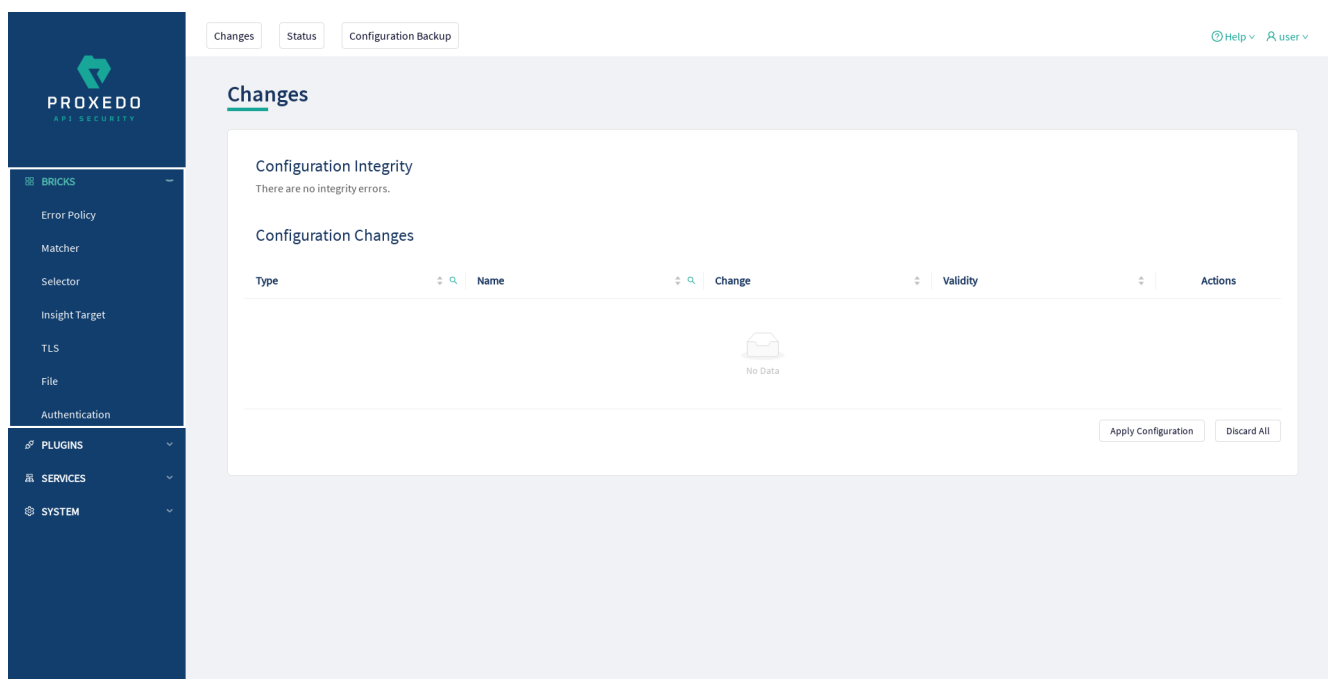 Changes Status Configuration Backup Help user
PROXEDO
API SECURITY
BRICKS
Error Policy
Matcher
Selector
Insight Target
TLS
File
Authentication
PLUGINS
SERVICES
SYSTEM
Changes
Configuration Integrity
There are no integrity errors.
Configuration Changes
Type Name Change Validity Actions
No Data
Apply Configuration Discard All